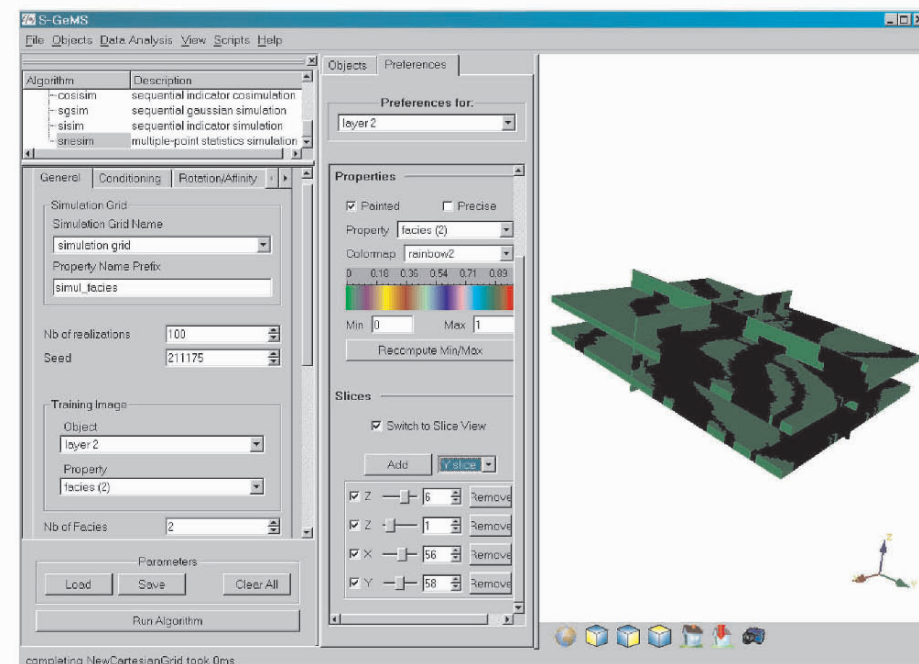 S-GeMS
File Objects Data Analysis View Scripts Help
Algorithm Description
cosisim sequential indicator cosimulation
sgsim sequential gaussian simulation
sisim sequential indicator simulation
snesim multiple-point statistics simulation
General Conditioning Rotation/Affinity
Simulation Grid
Simulation Grid Name
simulation grid
Property Name Prefix
simul_facies
Nb of realizations 100
Seed 211175
Training Image
Object
layer 2
Property
facies (2)
Nb of Facies 2
Parameters
Load Save Clear All
Run Algorithm
completing NewCartesianGrid took 0ms
Objects Preferences
Preferences for:
layer 2
Properties
Painted Precise
Property facies (2)
Colormap rainbow2
0 0.18 0.36 0.54 0.71 0.89
Min 0 Max 1
Recompute Min/Max
Slices
Switch to Slice View
Add Y slice
Z 6 Remove
Z 1 Remove
X 56 Remove
Y 58 Remove
Z